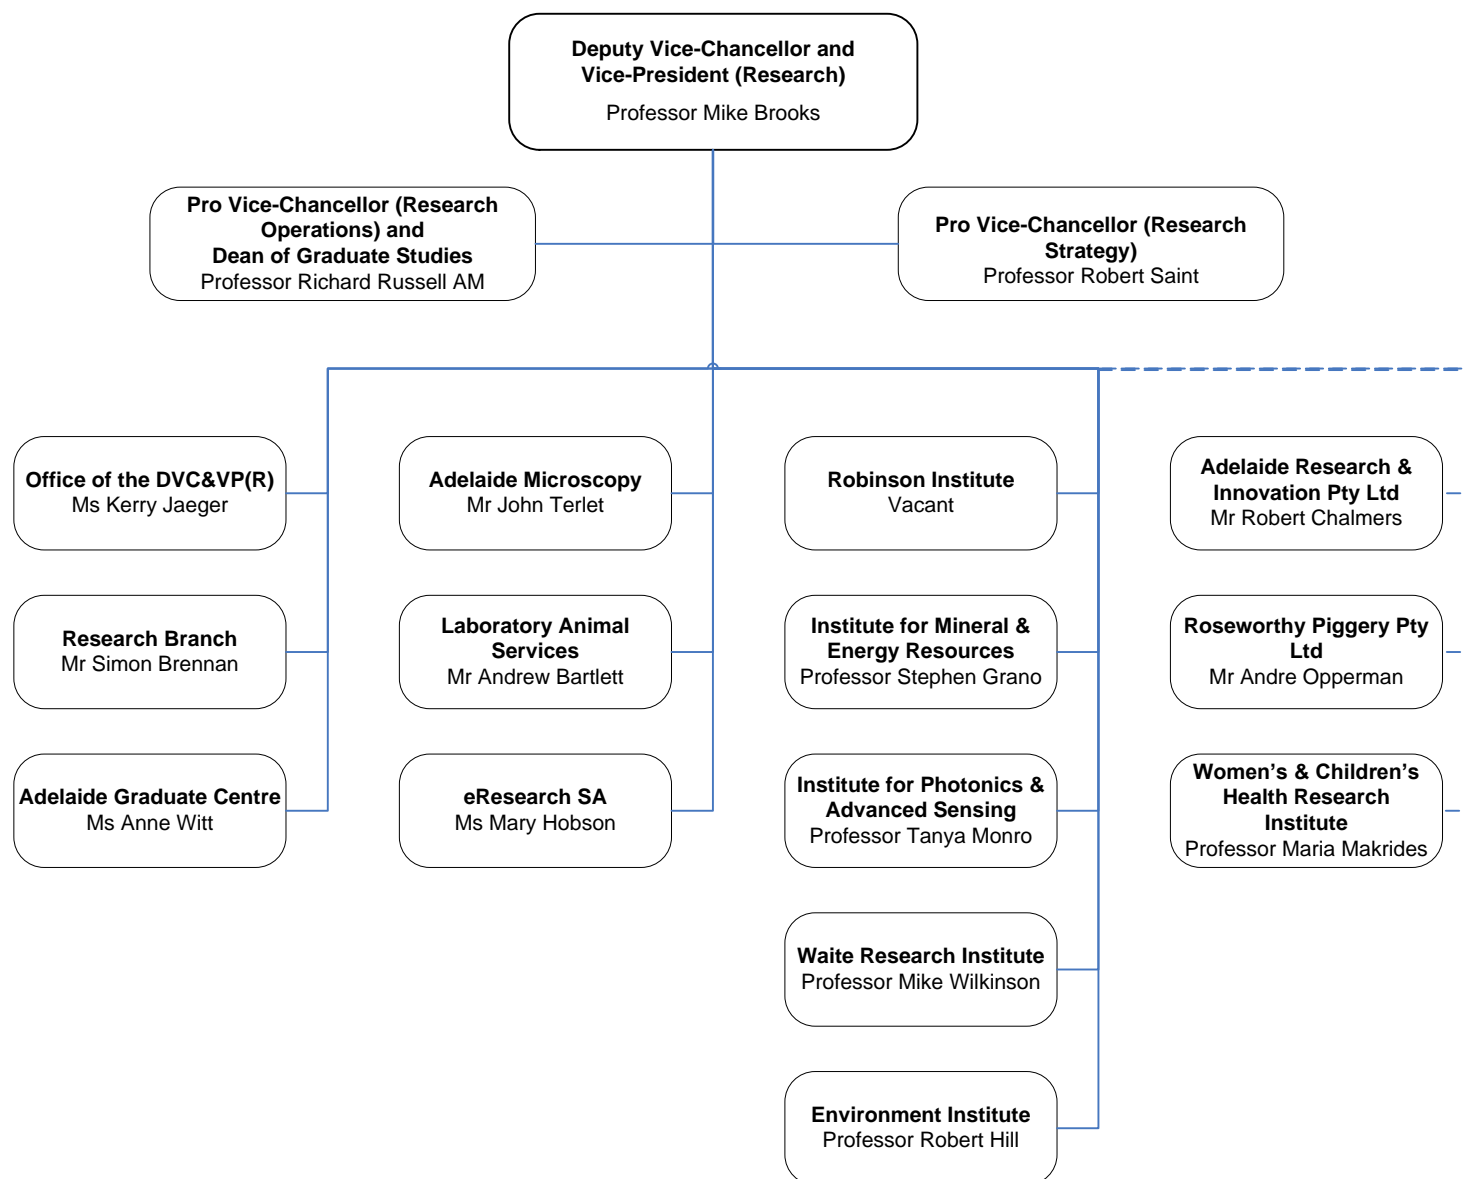 Deputy Vice-Chancellor and
Vice-President (Research)
Professor Mike Brooks
Pro Vice-Chancellor (Research
Operations) and
Dean of Graduate Studies
Professor Richard Russell AM
Pro Vice-Chancellor (Research
Strategy)
Professor Robert Saint
Office of the DVC&VP(R)
Ms Kerry Jaeger
Adelaide Microscopy
Mr John Terlet
Robinson Institute
Vacant
Adelaide Research &
Innovation Pty Ltd
Mr Robert Chalmers
Research Branch
Mr Simon Brennan
Laboratory Animal
Services
Mr Andrew Bartlett
Institute for Mineral &
Energy Resources
Professor Stephen Grano
Roseworthy Piggery Pty
Ltd
Mr Andre Opperman
Adelaide Graduate Centre
Ms Anne Witt
eResearch SA
Ms Mary Hobson
Institute for Photonics &
Advanced Sensing
Professor Tanya Monro
Women's & Children's
Health Research
Institute
Professor Maria Makrides
Waite Research Institute
Professor Mike Wilkinson
Environment Institute
Professor Robert Hill